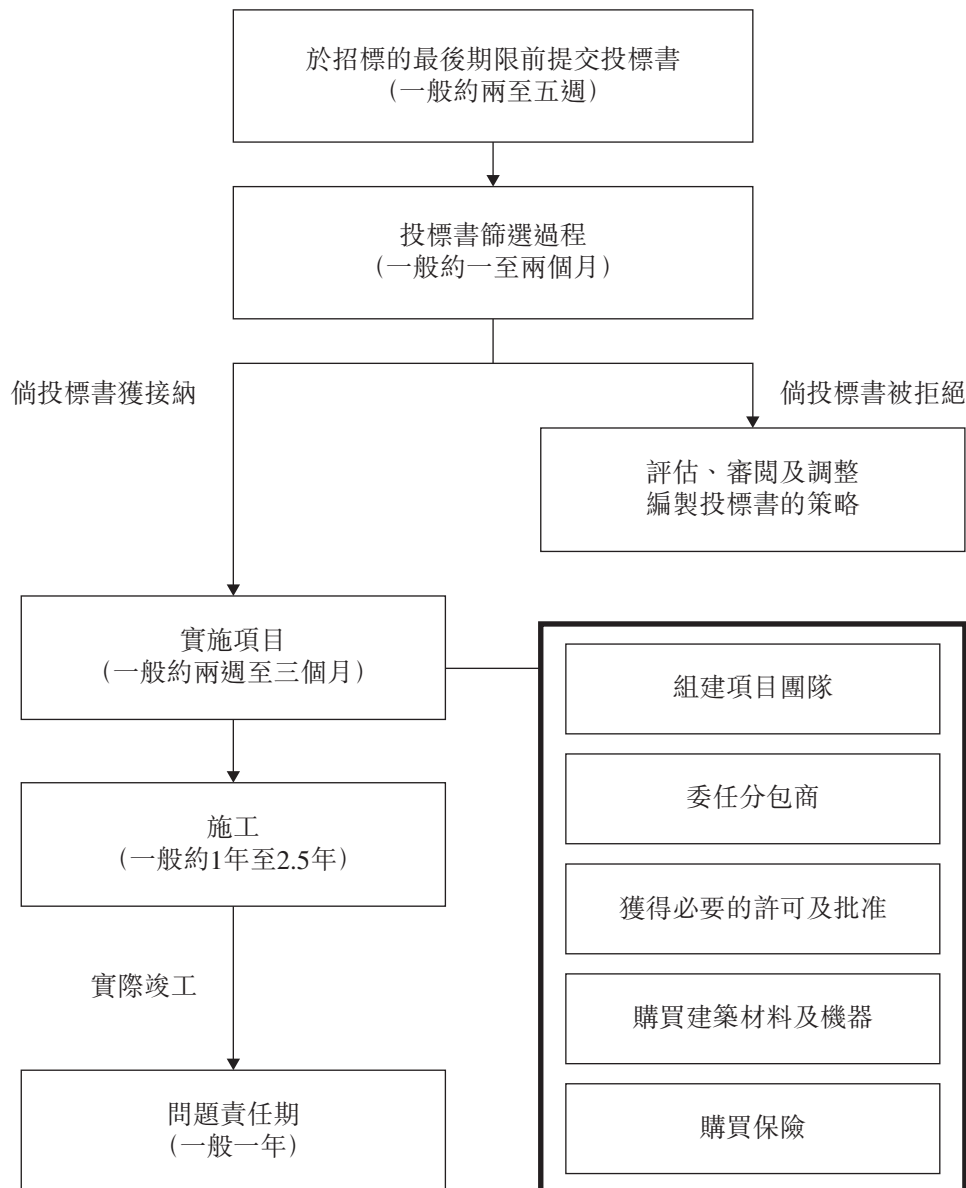 於招標的最後期限前提交投標書
（一般約兩至五週）
投標書篩選過程
（一般約一至兩個月）
倘投標書獲接納
倘投標書被拒絕
評估、審閱及調整
編製投標書的策略
實施項目
（一般約兩週至三個月）
組建項目團隊
委任分包商
獲得必要的許可及批准
購買建築材料及機器
購買保險
施工
（一般約1年至2.5年）
實際竣工
問題責任期
（一般一年）